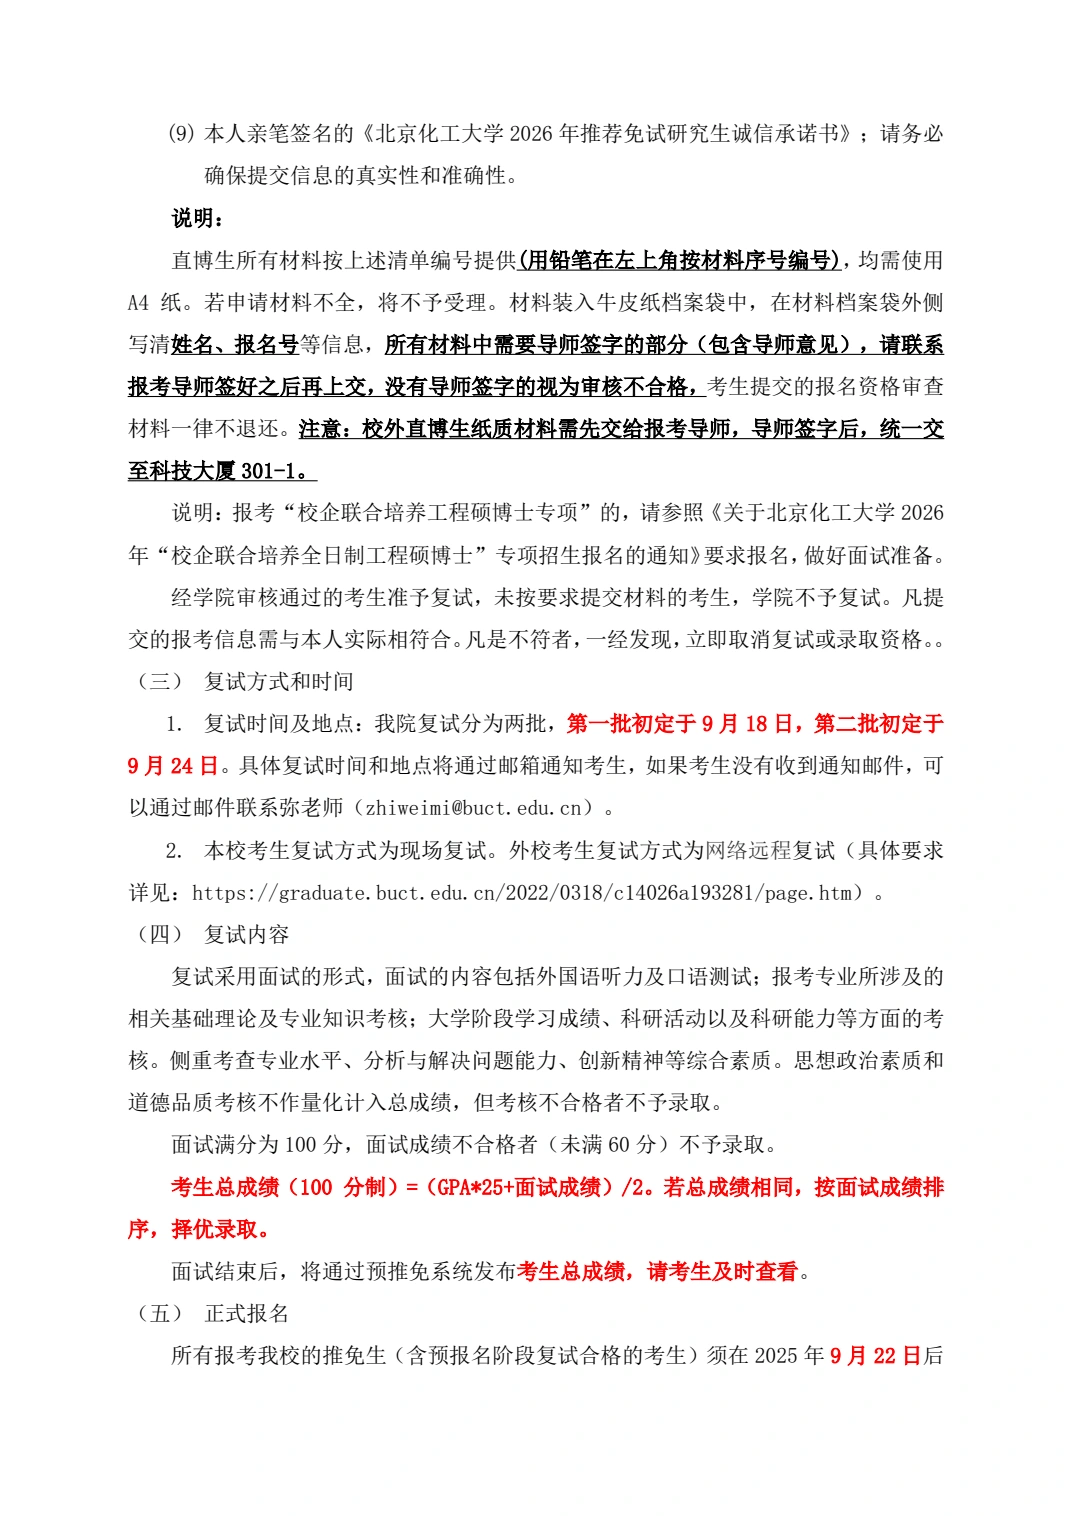 (9) 本人亲笔签名的《北京化工大学 2026 年推荐免试研究生诚信承诺书》；请务必
确保提交信息的真实性和准确性。
说明：
直博生所有材料按上述清单编号提供(用铅笔在左上角按材料序号编号)，均需使用
A4 纸。若申请材料不全，将不予受理。材料装入牛皮纸档案袋中，在材料档案袋外侧
写清姓名、报名号等信息，所有材料中需要导师签字的部分（包含导师意见），请联系
报考导师签好之后再上交，没有导师签字的视为审核不合格，考生提交的报名资格审查
材料一律不退还。注意：校外直博生纸质材料需先交给报考导师，导师签字后，统一交
至科技大厦 301-1。
说明：报考“校企联合培养工程硕博士专项”的，请参照《关于北京化工大学 2026
年“校企联合培养全日制工程硕博士”专项招生报名的通知》要求报名，做好面试准备。
经学院审核通过的考生准予复试，未按要求提交材料的考生，学院不予复试。凡提
交的报考信息需与本人实际相符合。凡是不符者，一经发现，立即取消复试或录取资格。。
（三） 复试方式和时间
1. 复试时间及地点：我院复试分为两批，第一批初定于 9 月 18 日，第二批初定于
9 月 24 日。具体复试时间和地点将通过邮箱通知考生，如果考生没有收到通知邮件，可
以通过邮件联系弥老师（zhiweimi@buct.edu.cn）。
2. 本校考生复试方式为现场复试。外校考生复试方式为网络远程复试（具体要求
详见：https://graduate.buct.edu.cn/2022/0318/c14026a193281/page.htm）。
（四） 复试内容
复试采用面试的形式，面试的内容包括外国语听力及口语测试；报考专业所涉及的
相关基础理论及专业知识考核；大学阶段学习成绩、科研活动以及科研能力等方面的考
核。侧重考查专业水平、分析与解决问题能力、创新精神等综合素质。思想政治素质和
道德品质考核不作量化计入总成绩，但考核不合格者不予录取。
面试满分为 100 分，面试成绩不合格者（未满 60 分）不予录取。
考生总成绩（100 分制）=（GPA*25+面试成绩）/2。若总成绩相同，按面试成绩排
序，择优录取。
面试结束后，将通过预推免系统发布考生总成绩，请考生及时查看。
（五） 正式报名
所有报考我校的推免生（含预报名阶段复试合格的考生）须在 2025 年 9 月 22 日后